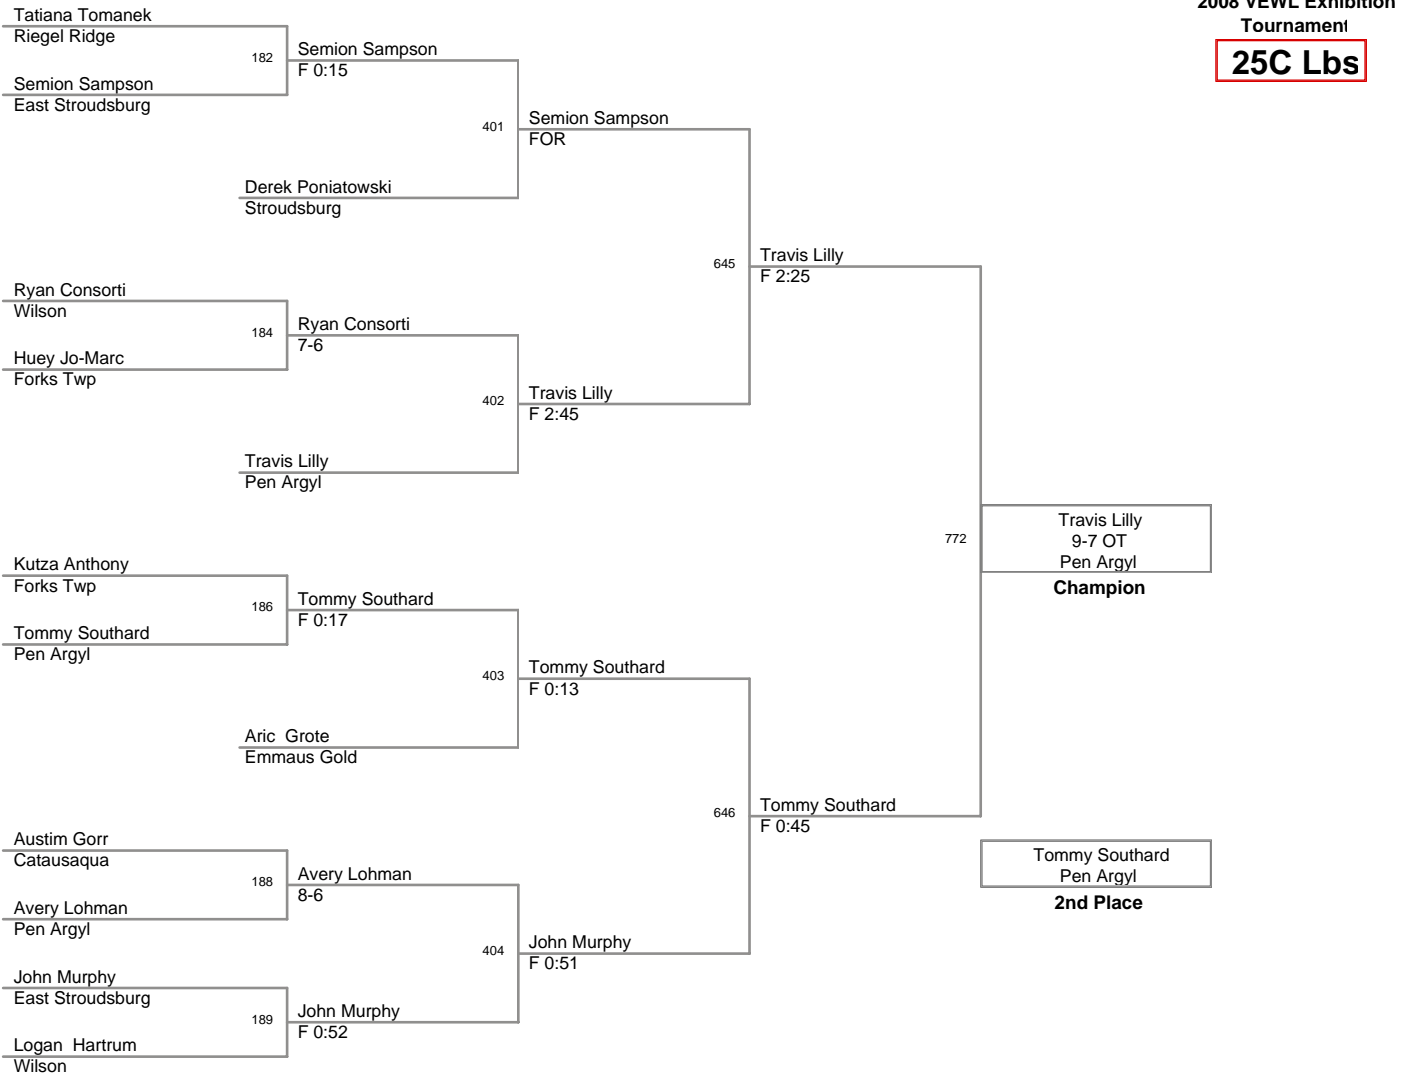 2008 VEWL Exhibition
Tournament
25C Lbs
Tatiana Tomanek
Riegel Ridge
182
Semion Sampson
F 0:15
Semion Sampson
East Stroudsburg
401
Semion Sampson
FOR
Derek Poniatowski
Stroudsburg
645
Travis Lilly
F 2:25
Ryan Consorti
Wilson
184
Ryan Consorti
7-6
Huey Jo-Marc
Forks Twp
402
Travis Lilly
F 2:45
Travis Lilly
Pen Argyl
772
Travis Lilly
9-7 OT
Pen Argyl
Champion
Kutza Anthony
Forks Twp
186
Tommy Southard
F 0:17
Tommy Southard
Pen Argyl
403
Tommy Southard
F 0:13
Aric Grote
Emmaus Gold
646
Tommy Southard
F 0:45
Tommy Southard
Pen Argyl
2nd Place
Austim Gorr
Catausaqua
188
Avery Lohman
8-6
Avery Lohman
Pen Argyl
404
John Murphy
F 0:51
John Murphy
East Stroudsburg
189
John Murphy
F 0:52
Logan Hartrum
Wilson